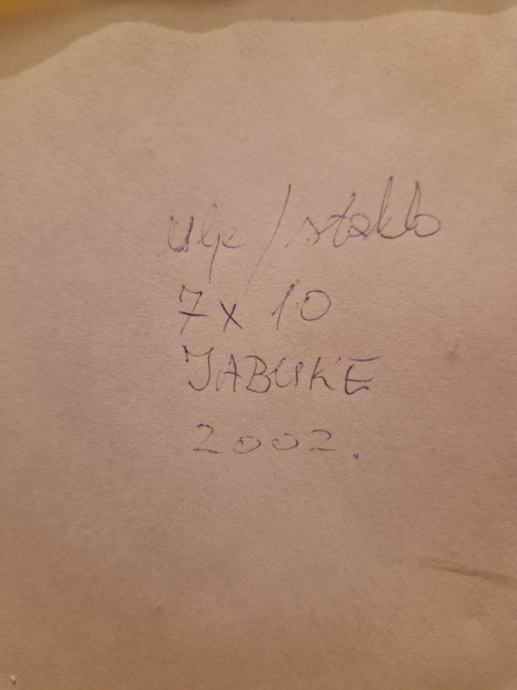 ulje / staklo
7 x 10
JABUKE
2002.